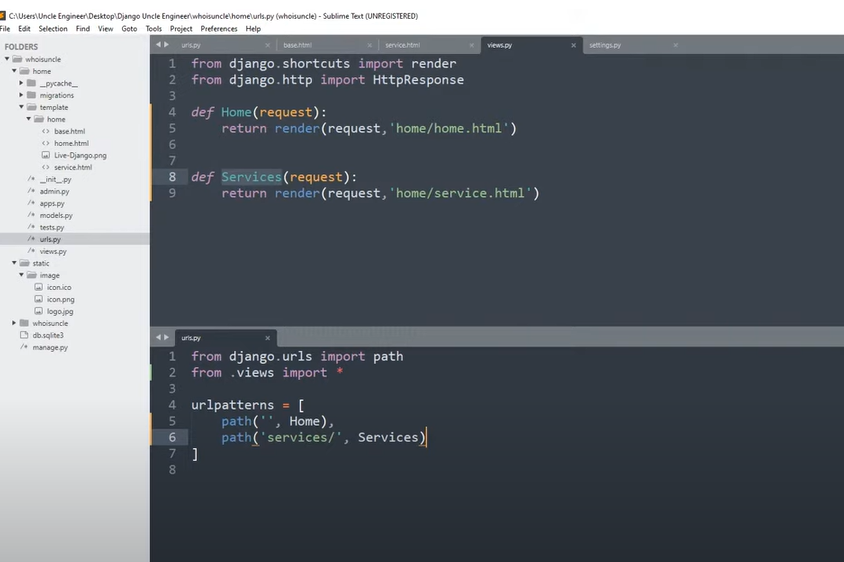 C:\Users\Uncle Engineer\Desktop\Django Uncle Engineer\whoisuncle\home\urls.py (whoisuncle) - Sublime Text (UNREGISTERED)
File Edit Selection Find View Goto Tools Project Preferences Help
FOLDERS
whoisuncle
home
__pycache__
migrations
template
home
base.html
home.html
Live-Django.png
service.html
__init__.py
admin.py
apps.py
models.py
tests.py
urls.py
views.py
static
image
icon.ico
icon.png
logo.jpg
whoisuncle
db.sqlite3
manage.py
urls.py base.html service.html views.py settings.py
1 from django.shortcuts import render
2 from django.http import HttpResponse
3
4 def Home(request):
5     return render(request,'home/home.html')
6
7
8 def Services(request):
9     return render(request,'home/service.html')
urls.py
1 from django.urls import path
2 from .views import *
3
4 urlpatterns = [
5     path('', Home),
6     path('services/', Services)
7 ]
8